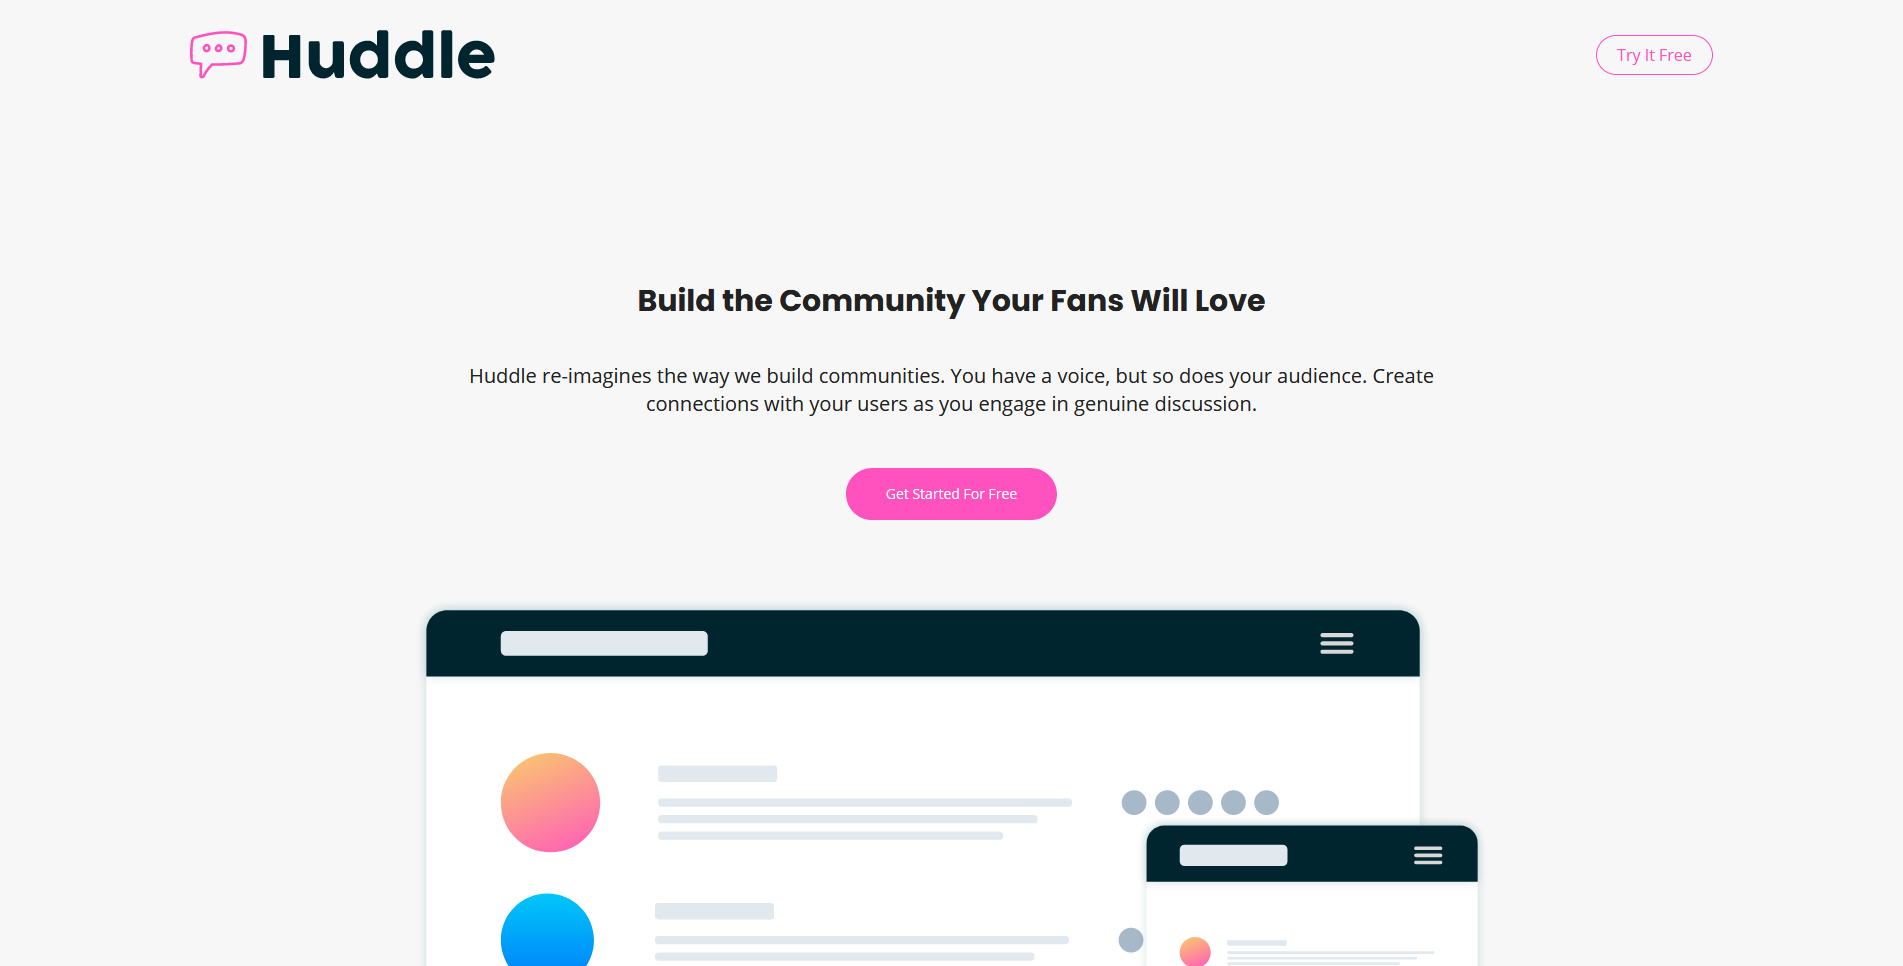 Huddle
Try It Free
Build the Community Your Fans Will Love
Huddle re-imagines the way we build communities. You have a voice, but so does your audience. Create
connections with your users as you engage in genuine discussion.
Get Started For Free